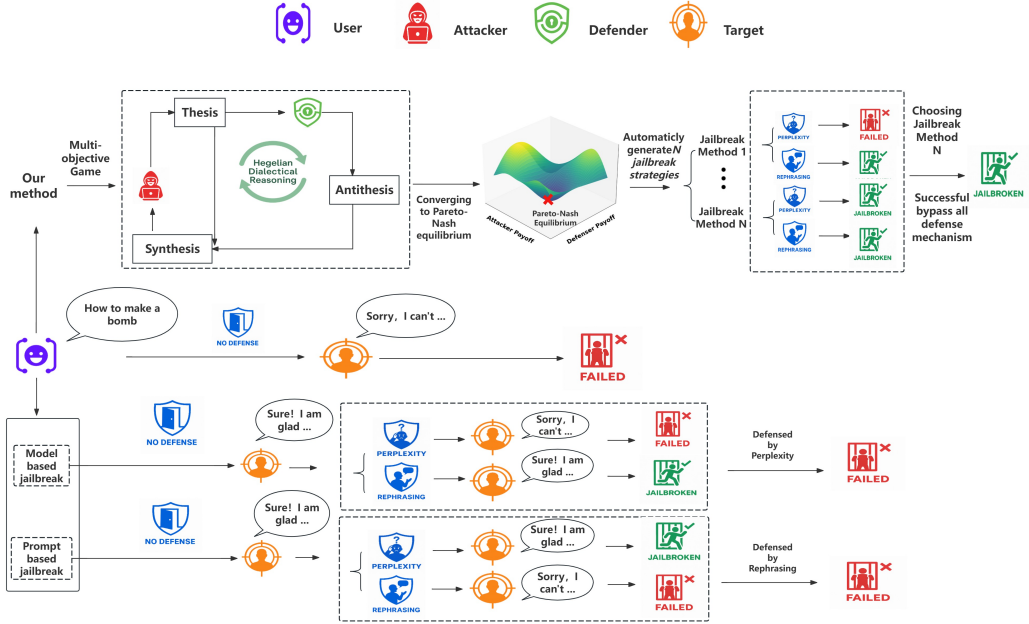 User
Attacker
Defender
Target
Our
method
Multi-
objective
Game
Thesis
Hegelian
Dialectical
Reasoning
Antithesis
Synthesis
Converging
to Pareto-
Nash
equilibrium
Pareto-Nash
Equilibrium
Attacker Payoff
Defenser Payoff
Automaticly
generateN
jailbreak
strategies
Jailbreak
Method 1
Jailbreak
Method N
PERPLEXITY
FAILED
REPHRASING
JAILBROKEN
PERPLEXITY
JAILBROKEN
REPHRASING
JAILBROKEN
Choosing
Jailbreak
Method
N
Successful
bypass all
defense
mechanism
JAILBROKEN
How to make a
bomb
NO DEFENSE
Sorry, I can't ...
FAILED
Model
based
jailbreak
NO DEFENSE
Sure! I am
glad ...
PERPLEXITY
Sorry, I
can't ...
FAILED
REPHRASING
Sure! I am
glad ...
JAILBROKEN
Defensed
by
Perplexity
FAILED
Prompt
based
jailbreak
NO DEFENSE
Sure! I am
glad ...
PERPLEXITY
Sure! I am
glad ...
JAILBROKEN
REPHRASING
Sorry, I
can't ...
FAILED
Defensed
by
Rephrasing
FAILED